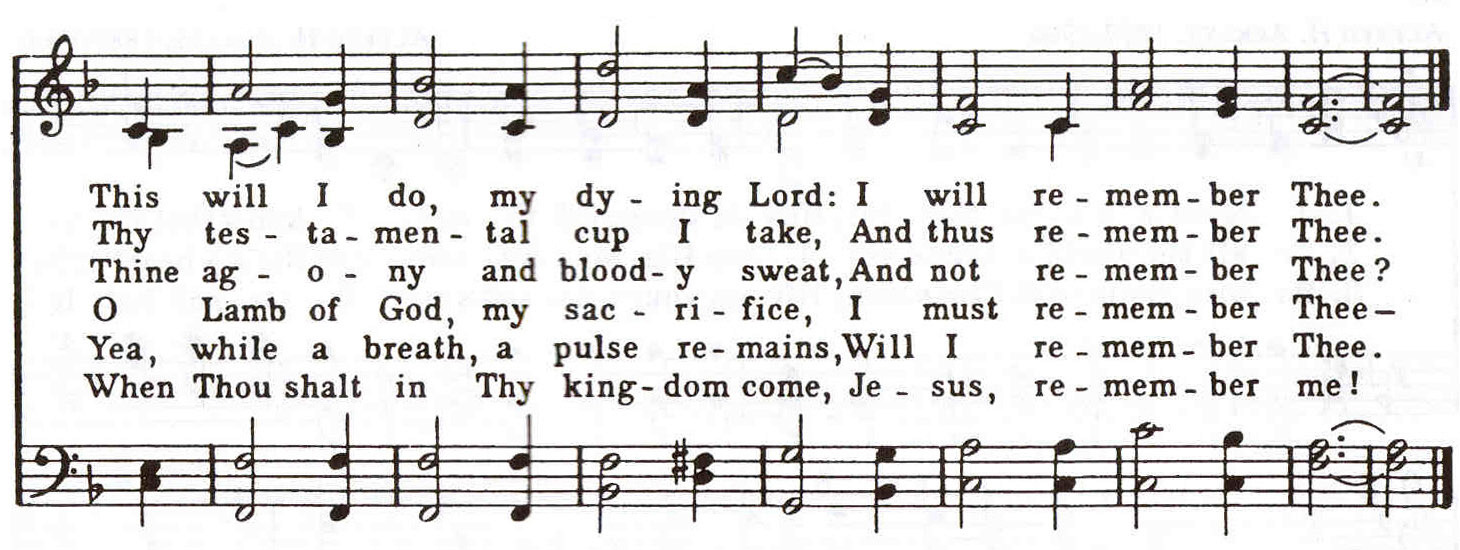 This will I do, my dy - ing Lord: I will re - mem - ber Thee.
Thy tes - ta - men - tal cup I take, And thus re - mem - ber Thee.
Thine ag - o - ny and blood - y sweat, And not re - mem - ber Thee?
O Lamb of God, my sac - ri - fice, I must re - mem - ber Thee—
Yea, while a breath, a pulse re - mains, Will I re - mem - ber Thee.
When Thou shalt in Thy king - dom come, Je - sus, re - mem - ber me!